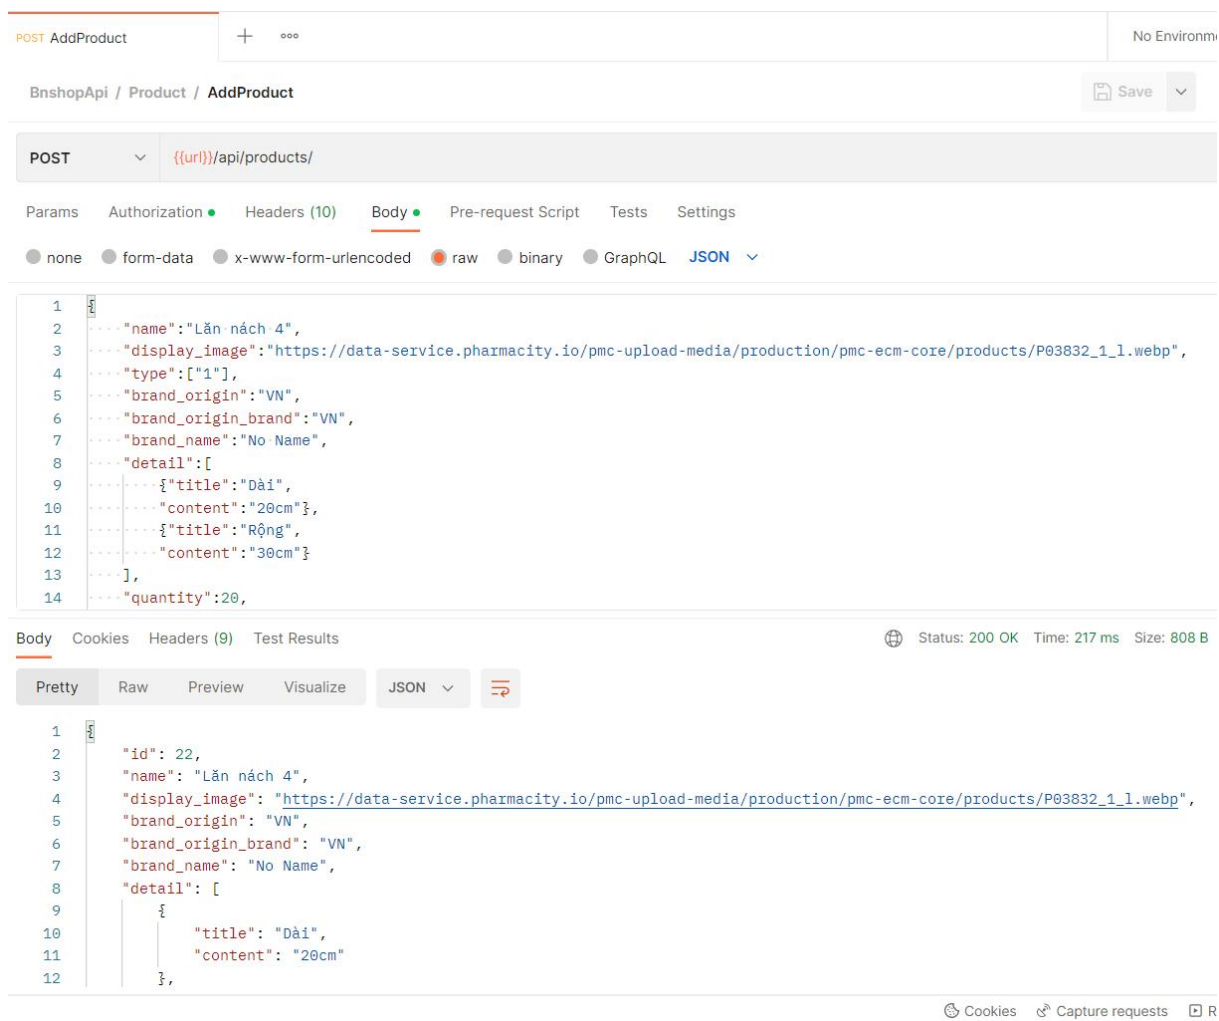 POST AddProduct
No Environme
BnshopApi / Product / AddProduct
Save
POST {{url}}/api/products/
Params Authorization Headers (10) Body Pre-request Script Tests Settings
none form-data x-www-form-urlencoded raw binary GraphQL JSON
1 {
2 "name":"Lăn nách 4",
3 "display_image":"https://data-service.pharmacity.io/pmc-upload-media/production/pmc-ecm-core/products/P03832_1_l.webp",
4 "type":["1"],
5 "brand_origin":"VN",
6 "brand_origin_brand":"VN",
7 "brand_name":"No Name",
8 "detail":[
9 {"title":"Dài",
10 "content":"20cm"},
11 {"title":"Rộng",
12 "content":"30cm"}
13 ],
14 "quantity":20,
Body Cookies Headers (9) Test Results Status: 200 OK Time: 217 ms Size: 808 B
Pretty Raw Preview Visualize JSON
1 {
2 "id": 22,
3 "name": "Lăn nách 4",
4 "display_image": "https://data-service.pharmacity.io/pmc-upload-media/production/pmc-ecm-core/products/P03832_1_l.webp",
5 "brand_origin": "VN",
6 "brand_origin_brand": "VN",
7 "brand_name": "No Name",
8 "detail": [
9 {
10 "title": "Dài",
11 "content": "20cm"
12 },
Cookies Capture requests R